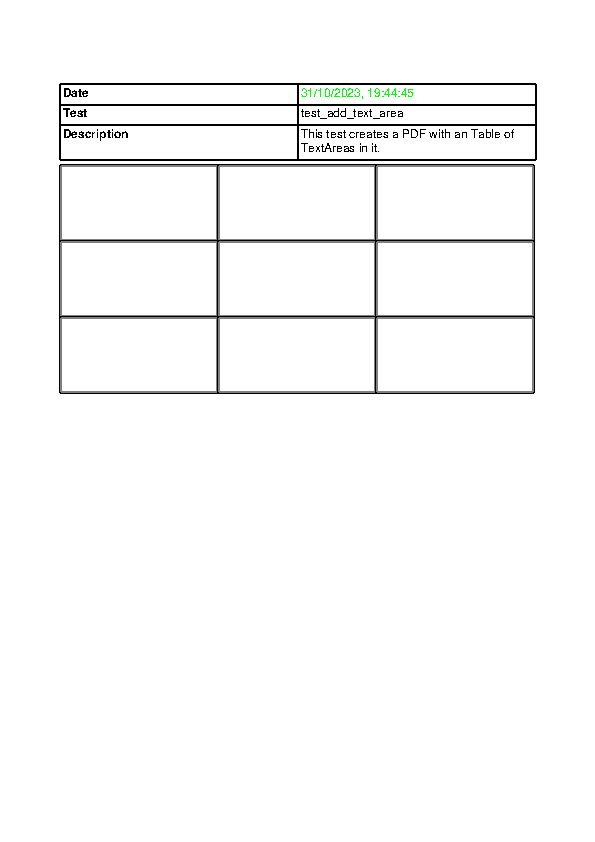 Date 31/10/2023, 19:44:45
Test test_add_text_area
Description This test creates a PDF with an Table of
TextAreas in it.